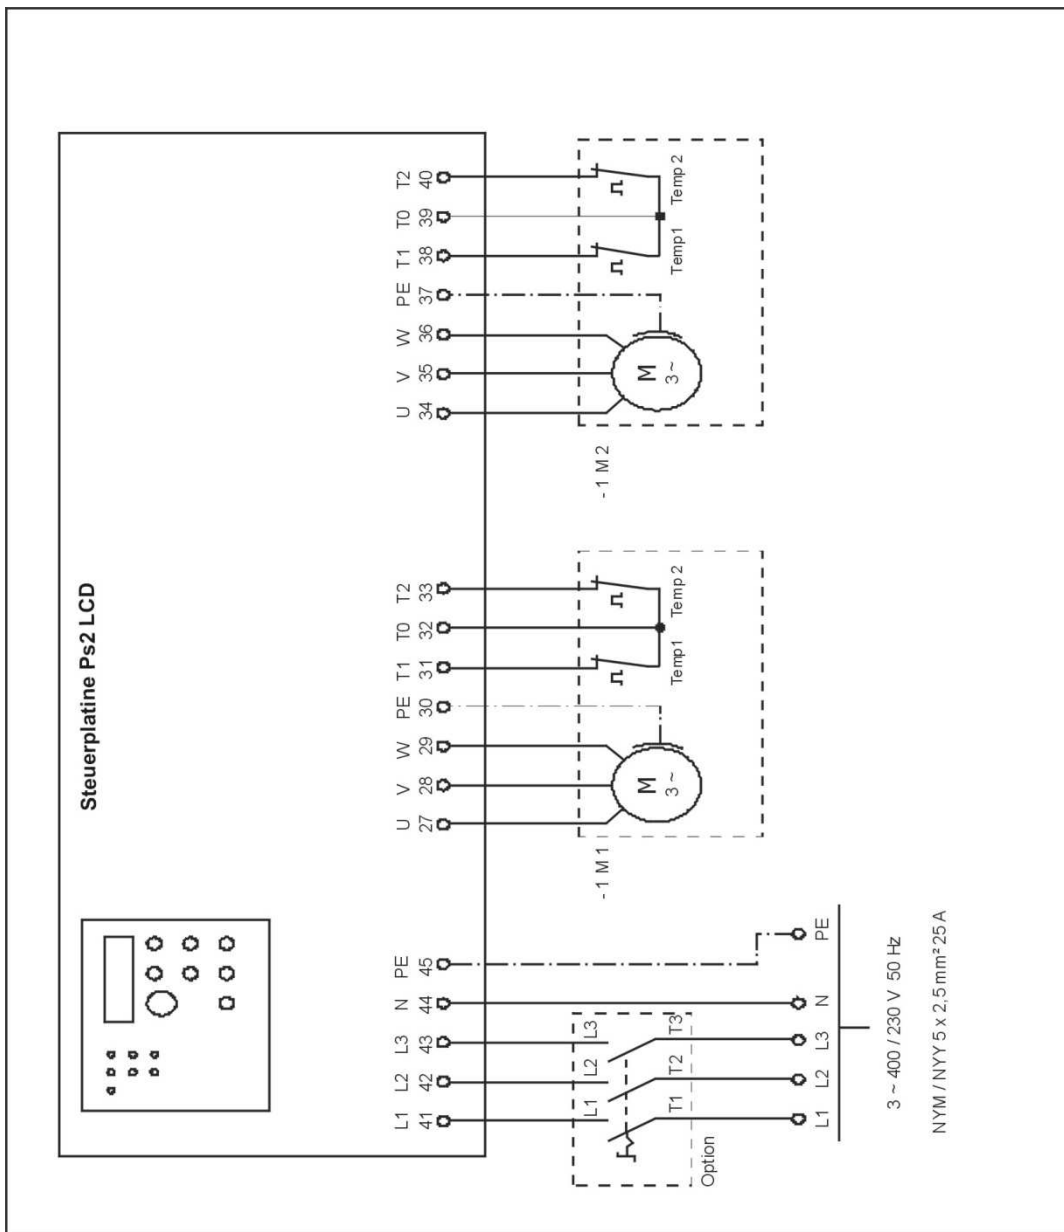 Steuerplatine Ps2 LCD
L1 L2 L3 N PE U V W PE T1 T0 T2 U V W PE T1 T0 T2
41 42 43 44 45 27 28 29 30 31 32 33 34 35 36 37 38 39 40
L1 L2 L3
T1 T2 T3
Option
-1 M 1
M
3 ~
Temp1 Temp 2
-1 M 2
M
3 ~
Temp1 Temp 2
L1 L2 L3 N PE
3 ~ 400 / 230 V 50 Hz
NYM / NYY 5 x 2,5 mm² 25 A